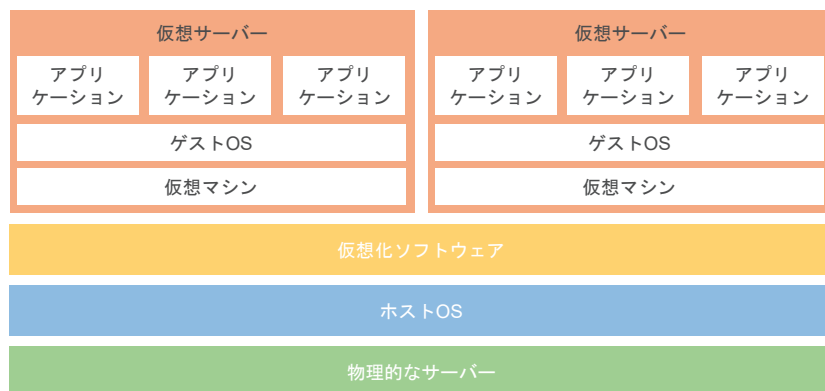 仮想サーバー
仮想サーバー
アプリ
ケーション
アプリ
ケーション
アプリ
ケーション
アプリ
ケーション
アプリ
ケーション
アプリ
ケーション
ゲストOS
ゲストOS
仮想マシン
仮想マシン
仮想化ソフトウェア
ホストOS
物理的なサーバー